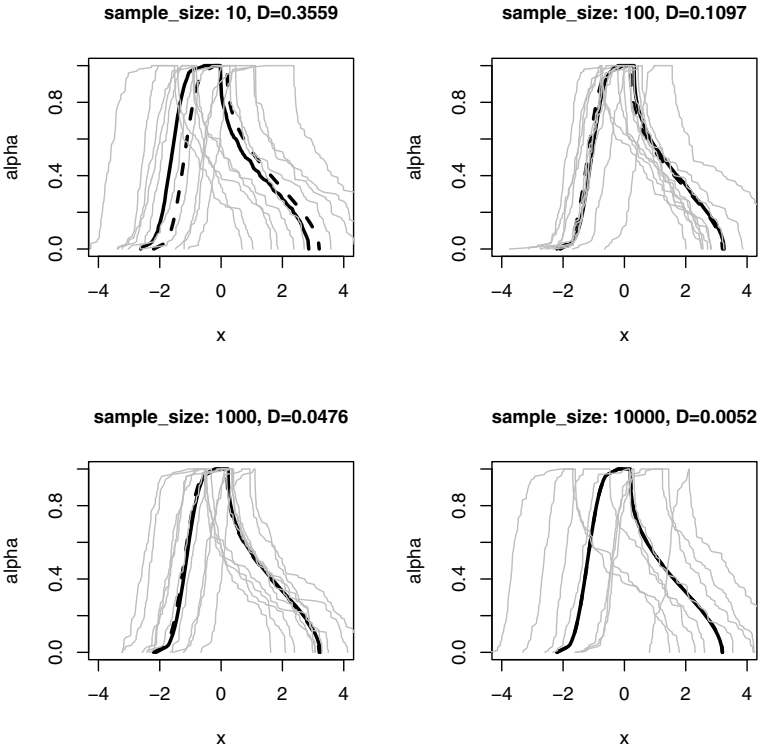 sample_size: 10, D=0.3559
alpha
0.0 0.4 0.8
−4 −2 0 2 4
x
sample_size: 100, D=0.1097
alpha
0.0 0.4 0.8
−4 −2 0 2 4
x
sample_size: 1000, D=0.0476
alpha
0.0 0.4 0.8
−4 −2 0 2 4
x
sample_size: 10000, D=0.0052
alpha
0.0 0.4 0.8
−4 −2 0 2 4
x